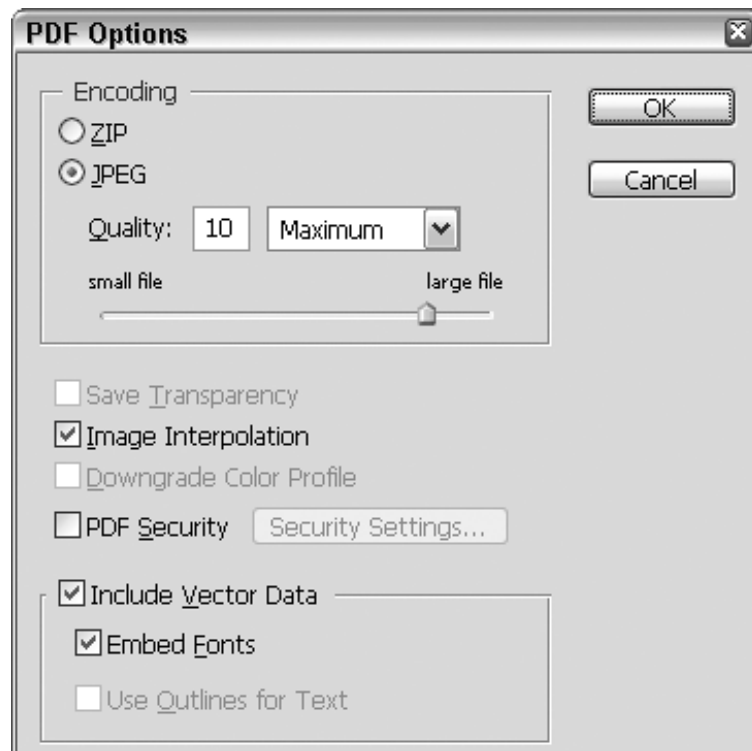 PDF Options
Encoding
ZIP
JPEG
Quality: 10 Maximum
small file large file
OK
Cancel
Save Transparency
Image Interpolation
Downgrade Color Profile
PDF Security Security Settings...
Include Vector Data
Embed Fonts
Use Outlines for Text